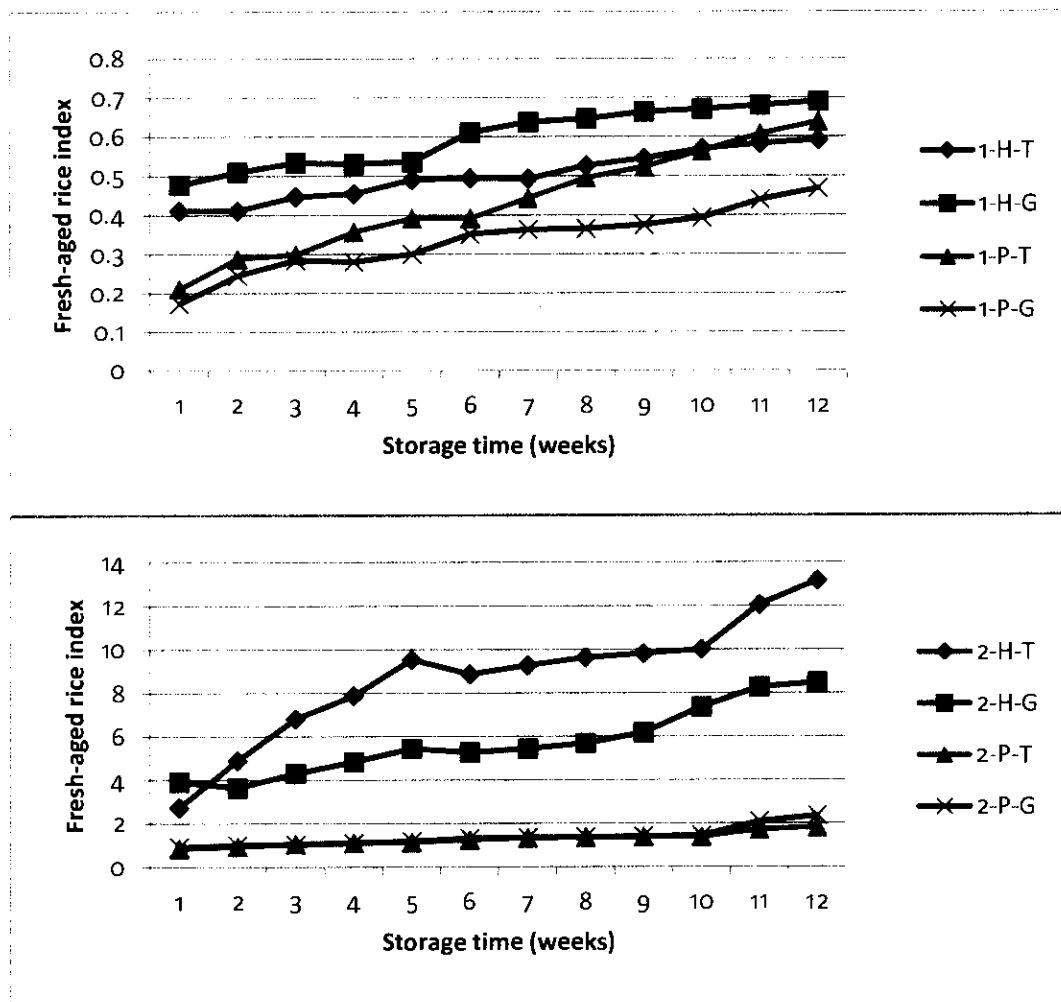 Fresh-aged rice index
0.8
0.7
0.6
0.5
0.4
0.3
0.2
0.1
0
1 2 3 4 5 6 7 8 9 10 11 12
Storage time (weeks)
1-H-T
1-H-G
1-P-T
1-P-G
Fresh-aged rice index
14
12
10
8
6
4
2
0
1 2 3 4 5 6 7 8 9 10 11 12
Storage time (weeks)
2-H-T
2-H-G
2-P-T
2-P-G